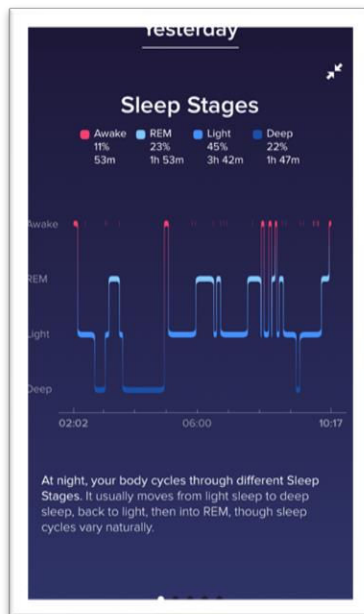 Yesterday
Sleep Stages
Awake REM Light Deep
11% 23% 45% 22%
53m 1h 53m 3h 42m 1h 47m
Awake
REM
Light
Deep
02:02 06:00 10:17
At night, your body cycles through different Sleep
Stages. It usually moves from light sleep to deep
sleep, back to light, then into REM, though sleep
cycles vary naturally.